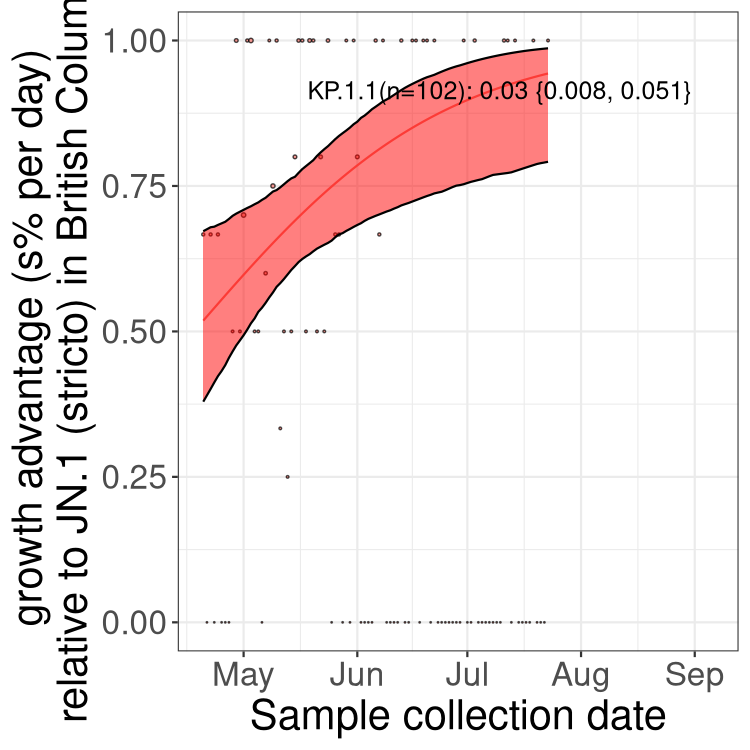 growth advantage (s% per day)
relative to JN.1 (stricto) in British Colum
1.00
0.75
0.50
0.25
0.00
KP.1.1(n=102): 0.03 {0.008, 0.051}
May Jun Jul Aug Sep
Sample collection date